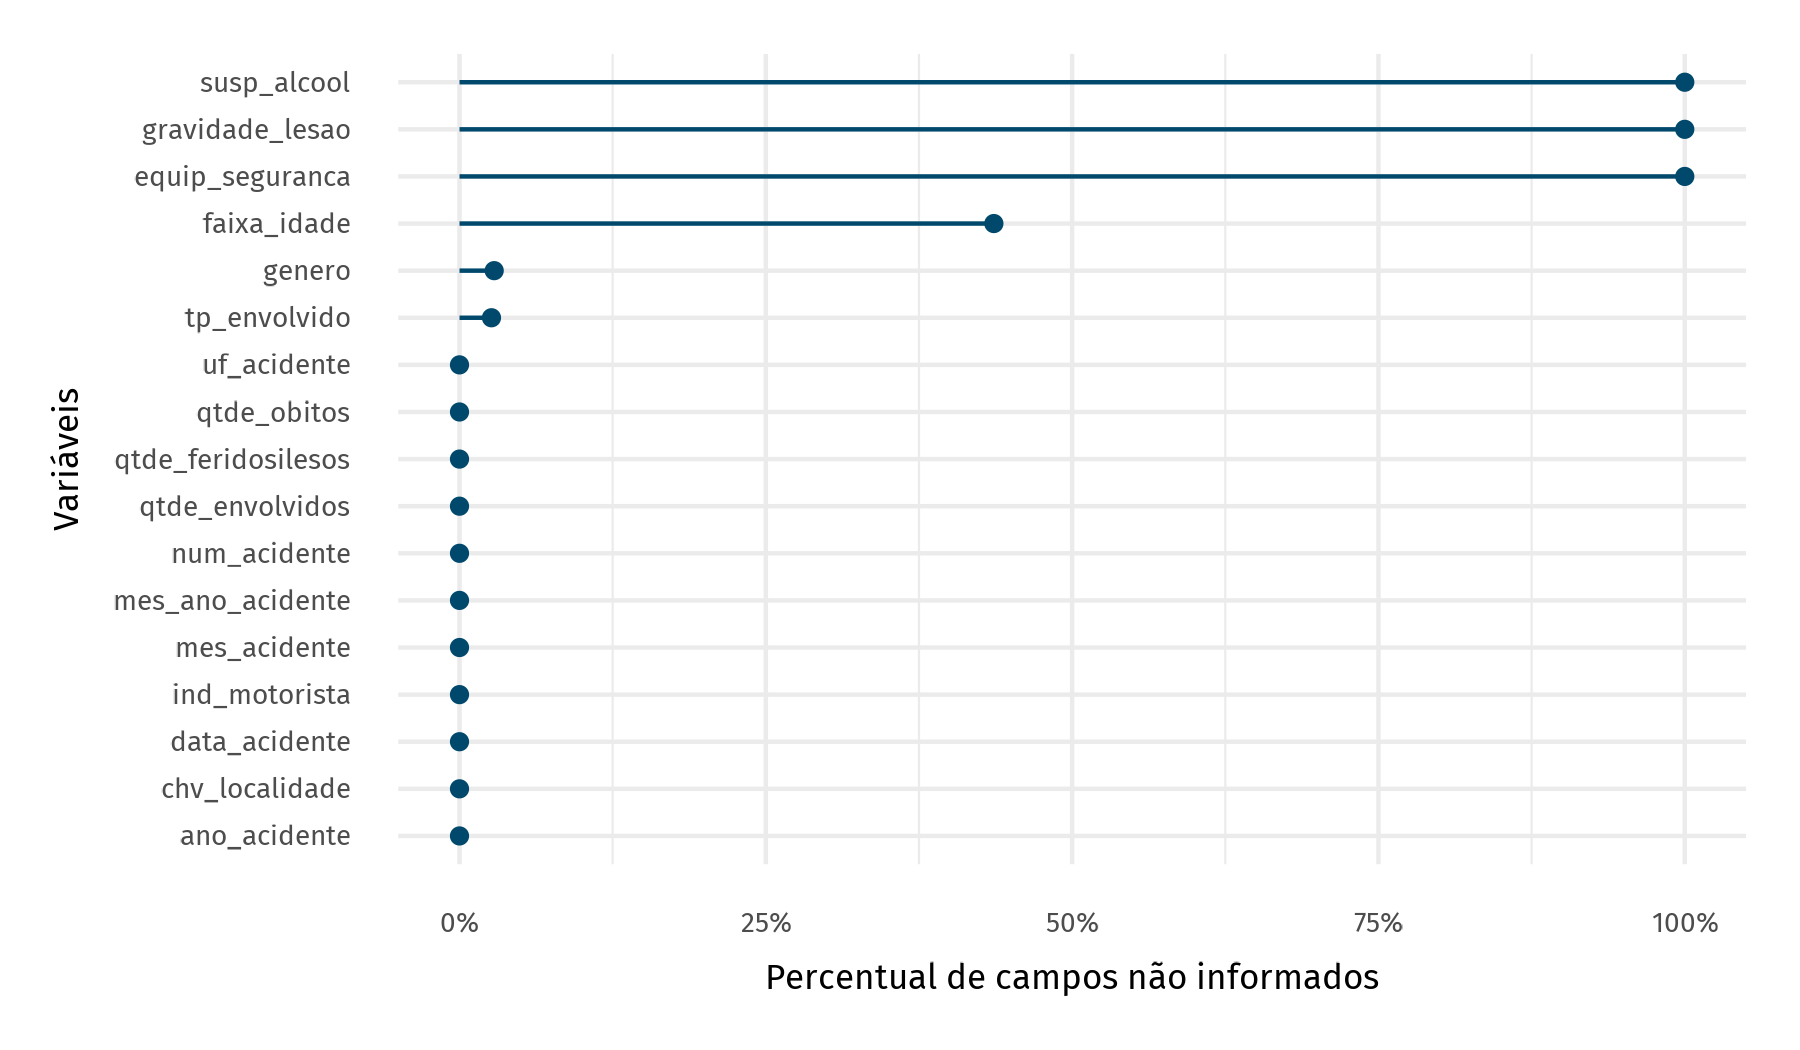 susp_alcool
gravidade_lesao
equip_seguranca
faixa_idade
genero
tp_envolvido
uf_acidente
qtde_obitos
qtde_feridosilesos
qtde_envolvidos
num_acidente
mes_ano_acidente
mes_acidente
ind_motorista
data_acidente
chv_localidade
ano_acidente
Variáveis
0% 25% 50% 75% 100%
Percentual de campos não informados